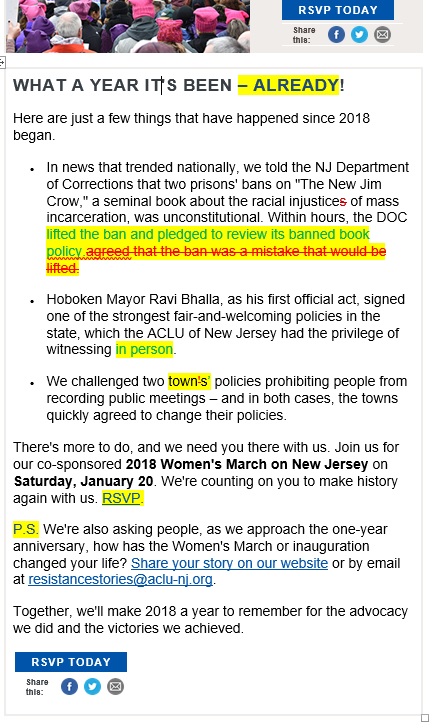 RSVP TODAY
Share
this:
WHAT A YEAR IT'S BEEN – ALREADY!
Here are just a few things that have happened since 2018
began.
• In news that trended nationally, we told the NJ Department
of Corrections that two prisons' bans on "The New Jim
Crow," a seminal book about the racial injustices of mass
incarceration, was unconstitutional. Within hours, the DOC
lifted the ban and pledged to review its banned book
policy.agreed that the ban was a mistake that would be
lifted.
• Hoboken Mayor Ravi Bhalla, as his first official act, signed
one of the strongest fair-and-welcoming policies in the
state, which the ACLU of New Jersey had the privilege of
witnessing in person.
• We challenged two town's' policies prohibiting people from
recording public meetings – and in both cases, the towns
quickly agreed to change their policies.
There's more to do, and we need you there with us. Join us for
our co-sponsored 2018 Women's March on New Jersey on
Saturday, January 20. We're counting on you to make history
again with us. RSVP.
P.S. We're also asking people, as we approach the one-year
anniversary, how has the Women's March or inauguration
changed your life? Share your story on our website or by email
at resistancestories@aclu-nj.org.
Together, we'll make 2018 a year to remember for the advocacy
we did and the victories we achieved.
RSVP TODAY
Share
this: